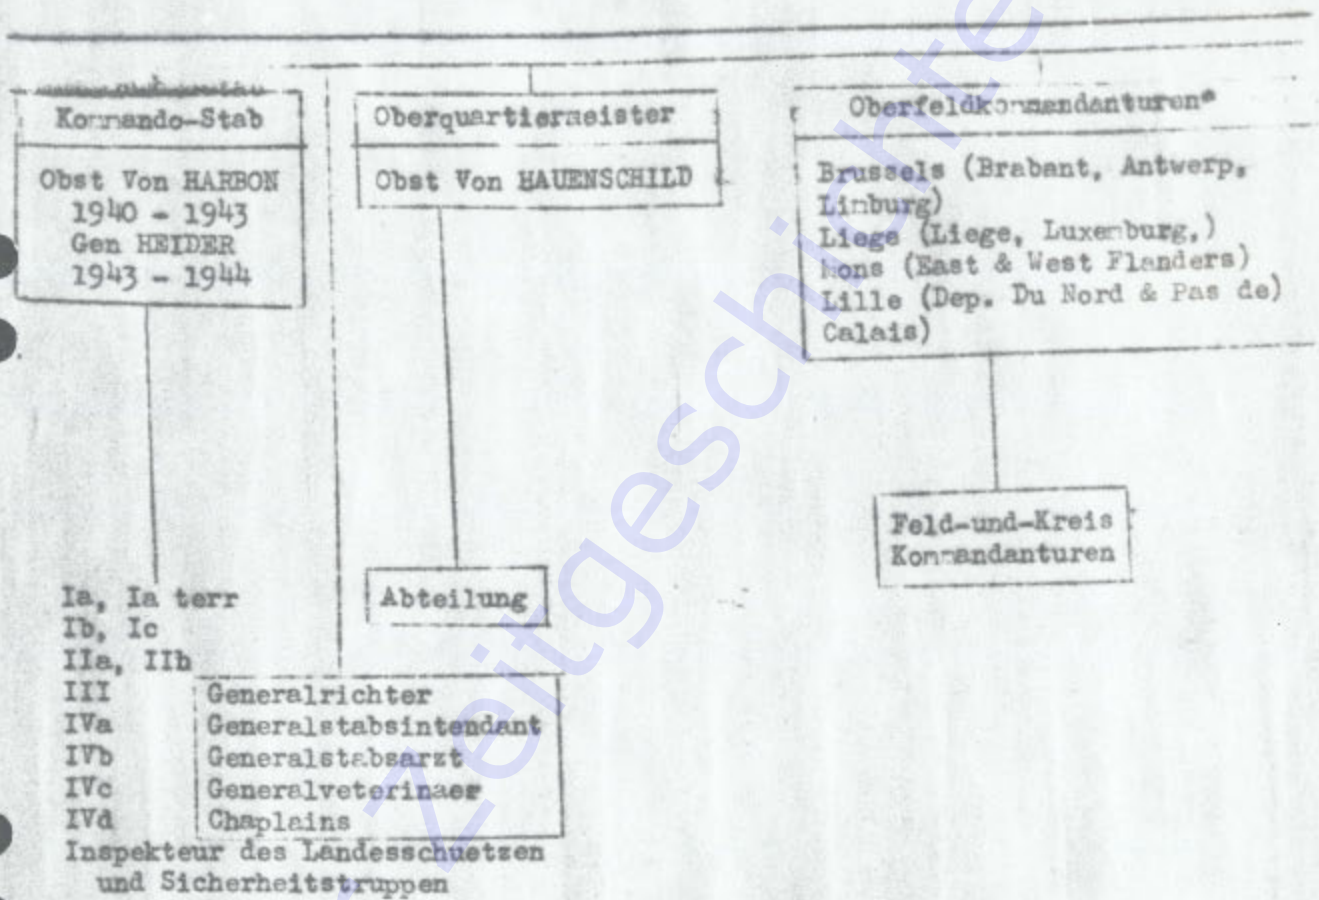 Kommando-Stab
Obst Von HARBON
1940 - 1943
Gen HEIDER
1943 - 1944
Oberquartiermeister
Obst Von HAUENSCHILD
Oberfeldkommandanturen*
Brussels (Brabant, Antwerp,
Limburg)
Liege (Liege, Luxemburg,)
Mons (East & West Flanders)
Lille (Dep. Du Nord & Pas de)
Calais)
Feld-und-Kreis
Kommandanturen
Abteilung
Ia, Ia terr
Ib, Ic
IIa, IIb
III Generalrichter
IVa Generalstabsintendant
IVb Generalstabsarzt
IVc Generalveterinaer
IVd Chaplains
Inspekteur des Landesschuetzen
und Sicherheitstruppen
Zeitgeschichte